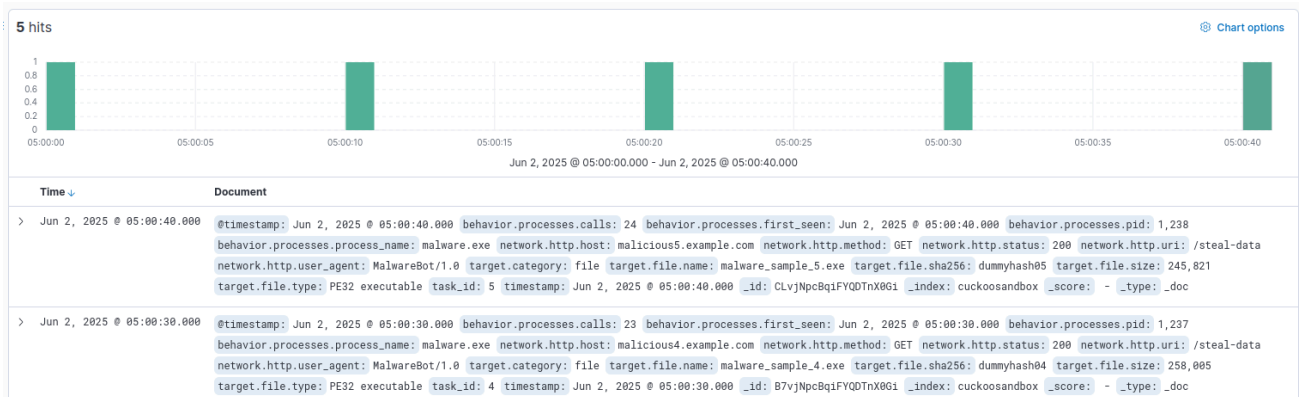 5 hits
Chart options
1
0.8
0.6
0.4
0.2
0
05:00:00 05:00:05 05:00:10 05:00:15 05:00:20 05:00:25 05:00:30 05:00:35 05:00:40
Jun 2, 2025 @ 05:00:00.000 - Jun 2, 2025 @ 05:00:40.000
Time Document
Jun 2, 2025 @ 05:00:40.000 @timestamp: Jun 2, 2025 @ 05:00:40.000 behavior.processes.calls: 24 behavior.processes.first_seen: Jun 2, 2025 @ 05:00:40.000 behavior.processes.pid: 1,238
behavior.processes.process_name: malware.exe network.http.host: malicious5.example.com network.http.method: GET network.http.status: 200 network.http.uri: /steal-data
network.http.user_agent: MalwareBot/1.0 target.category: file target.file.name: malware_sample_5.exe target.file.sha256: dummyhash05 target.file.size: 245,821
target.file.type: PE32 executable task_id: 5 timestamp: Jun 2, 2025 @ 05:00:40.000 _id: CLvjNpcBqiFYQDTnX0Gi _index: cuckoosandbox _score: - _type: _doc
Jun 2, 2025 @ 05:00:30.000 @timestamp: Jun 2, 2025 @ 05:00:30.000 behavior.processes.calls: 23 behavior.processes.first_seen: Jun 2, 2025 @ 05:00:30.000 behavior.processes.pid: 1,237
behavior.processes.process_name: malware.exe network.http.host: malicious4.example.com network.http.method: GET network.http.status: 200 network.http.uri: /steal-data
network.http.user_agent: MalwareBot/1.0 target.category: file target.file.name: malware_sample_4.exe target.file.sha256: dummyhash04 target.file.size: 258,005
target.file.type: PE32 executable task_id: 4 timestamp: Jun 2, 2025 @ 05:00:30.000 _id: B7vjNpcBqiFYQDTnX0Gi _index: cuckoosandbox _score: - _type: _doc